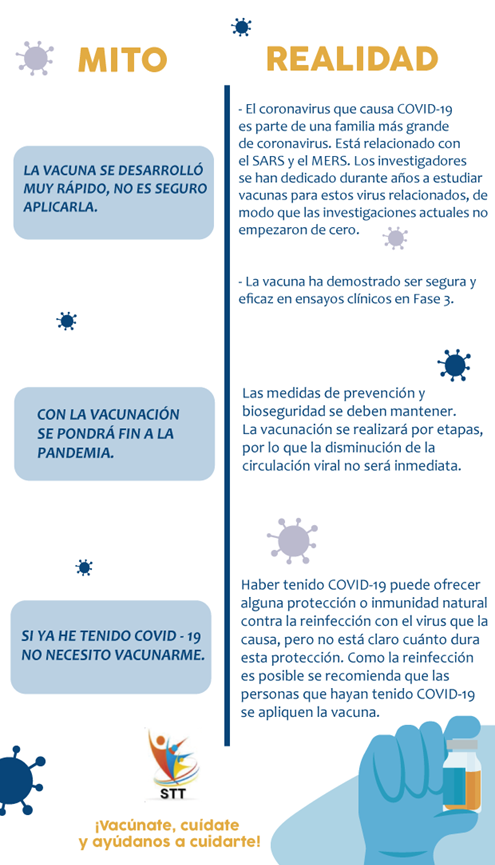 MITO
REALIDAD
LA VACUNA SE DESARROLLÓ
MUY RÁPIDO, NO ES SEGURO
APLICARLA.
- El coronavirus que causa COVID-19
es parte de una familia más grande
de coronavirus. Está relacionado con
el SARS y el MERS. Los investigadores
se han dedicado durante años a estudiar
vacunas para estos virus relacionados, de
modo que las investigaciones actuales no
empezaron de cero.
- La vacuna ha demostrado ser segura y
eficaz en ensayos clínicos en Fase 3.
CON LA VACUNACIÓN
SE PONDRÁ FIN A LA
PANDEMIA.
Las medidas de prevención y
bioseguridad se deben mantener.
La vacunación se realizará por etapas,
por lo que la disminución de la
circulación viral no será inmediata.
SI YA HE TENIDO COVID - 19
NO NECESITO VACUNARME.
Haber tenido COVID-19 puede ofrecer
alguna protección o inmunidad natural
contra la reinfección con el virus que la
causa, pero no está claro cuánto dura
esta protección. Como la reinfección
es posible se recomienda que las
personas que hayan tenido COVID-19
se apliquen la vacuna.
STT
¡Vacúnate, cuídate
y ayúdanos a cuidarte!